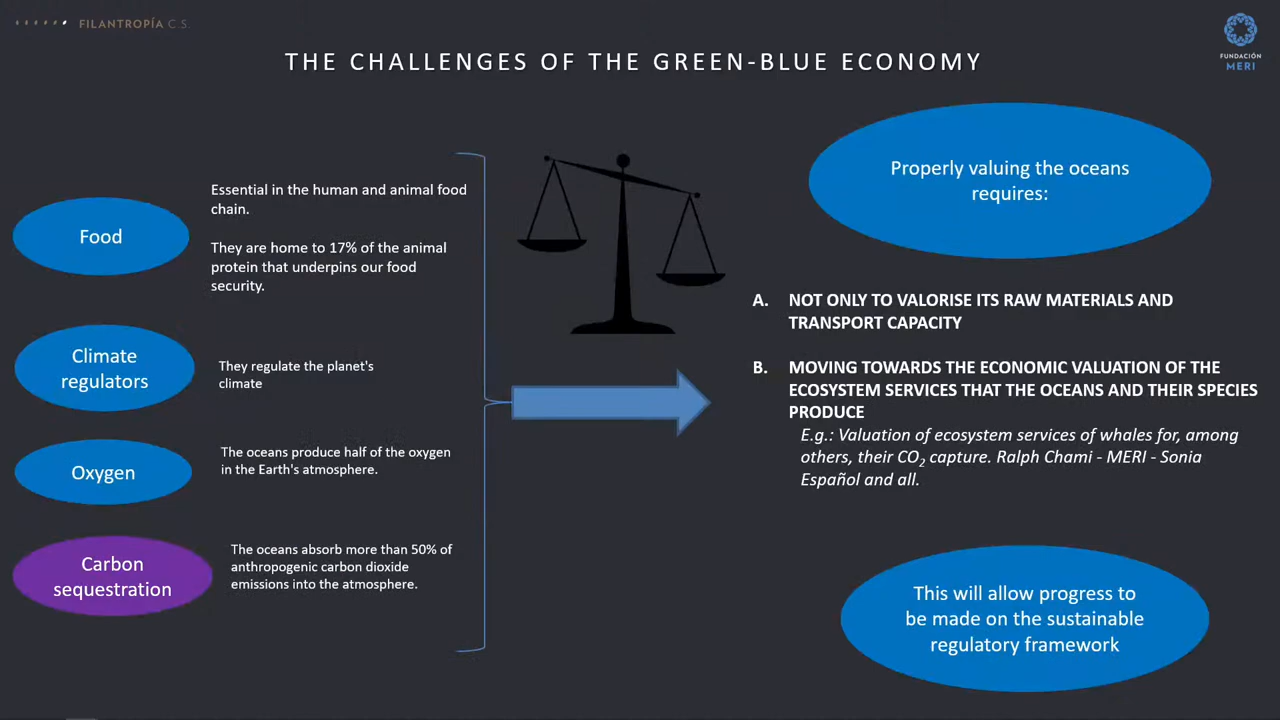 FILANTROPÍA C.S.
FUNDACIÓN
MERI
THE CHALLENGES OF THE GREEN-BLUE ECONOMY
Food
Essential in the human and animal food
chain.
They are home to 17% of the animal
protein that underpins our food
security.
Climate
regulators
They regulate the planet's
climate
Oxygen
The oceans produce half of the oxygen
in the Earth's atmosphere.
Carbon
sequestration
The oceans absorb more than 50% of
anthropogenic carbon dioxide
emissions into the atmosphere.
Properly valuing the oceans
requires:
A. NOT ONLY TO VALORISE ITS RAW MATERIALS AND
TRANSPORT CAPACITY
B. MOVING TOWARDS THE ECONOMIC VALUATION OF THE
ECOSYSTEM SERVICES THAT THE OCEANS AND THEIR SPECIES
PRODUCE
E.g.: Valuation of ecosystem services of whales for, among
others, their CO₂ capture. Ralph Chami - MERI - Sonia
Español and all.
This will allow progress to
be made on the sustainable
regulatory framework